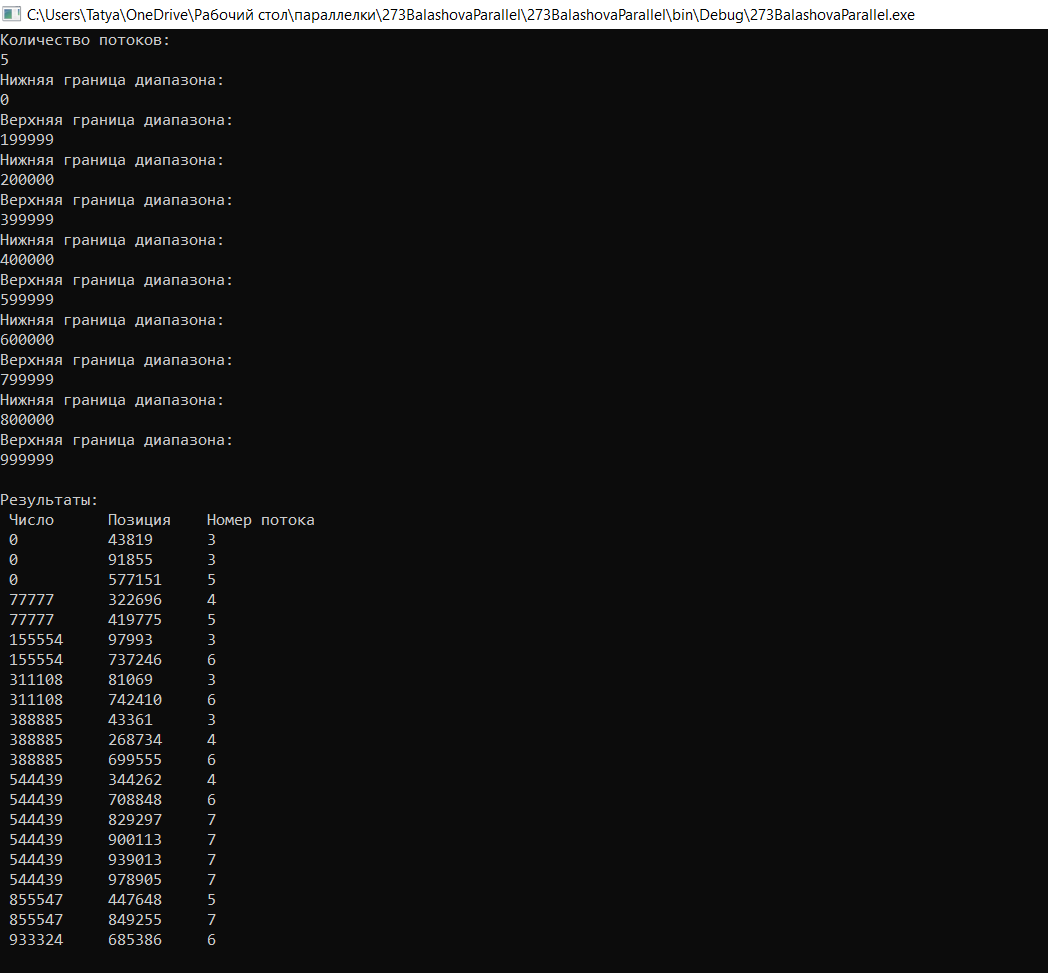 C:\Users\Tatya\OneDrive\Рабочий стол\параллелки\273BalashovaParallel\273BalashovaParallel\bin\Debug\273BalashovaParallel.exe
Количество потоков:
5
Нижняя граница диапазона:
0
Верхняя граница диапазона:
199999
Нижняя граница диапазона:
200000
Верхняя граница диапазона:
399999
Нижняя граница диапазона:
400000
Верхняя граница диапазона:
599999
Нижняя граница диапазона:
600000
Верхняя граница диапазона:
799999
Нижняя граница диапазона:
800000
Верхняя граница диапазона:
999999
Результаты:
Число Позиция Номер потока
0 43819 3
0 91855 3
0 577151 5
77777 322696 4
77777 419775 5
155554 97993 3
155554 737246 6
311108 81069 3
311108 742410 6
388885 43361 3
388885 268734 4
388885 699555 6
544439 344262 4
544439 708848 6
544439 829297 7
544439 900113 7
544439 939013 7
544439 978905 7
855547 447648 5
855547 849255 7
933324 685386 6